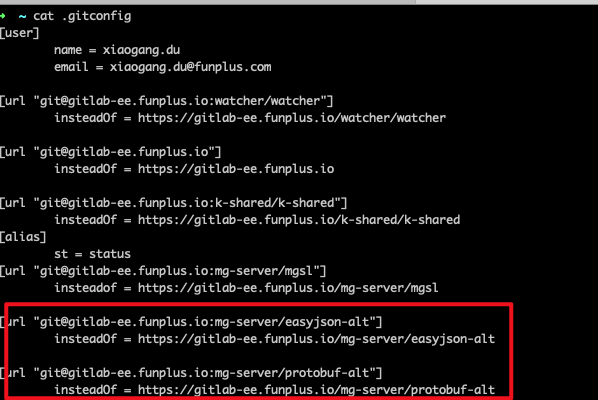 ➜ ~ cat .gitconfig
[user]
name = xiaogang.du
email = xiaogang.du@funplus.com
[url "git@gitlab-ee.funplus.io:watcher/watcher"]
insteadOf = https://gitlab-ee.funplus.io/watcher/watcher
[url "git@gitlab-ee.funplus.io"]
insteadOf = https://gitlab-ee.funplus.io
[url "git@gitlab-ee.funplus.io:k-shared/k-shared"]
insteadOf = https://gitlab-ee.funplus.io/k-shared/k-shared
[alias]
st = status
[url "git@gitlab-ee.funplus.io:mg-server/mgsl"]
insteadof = https://gitlab-ee.funplus.io/mg-server/mgsl
[url "git@gitlab-ee.funplus.io:mg-server/easyjson-alt"]
insteadOf = https://gitlab-ee.funplus.io/mg-server/easyjson-alt
[url "git@gitlab-ee.funplus.io:mg-server/protobuf-alt"]
insteadOf = https://gitlab-ee.funplus.io/mg-server/protobuf-alt